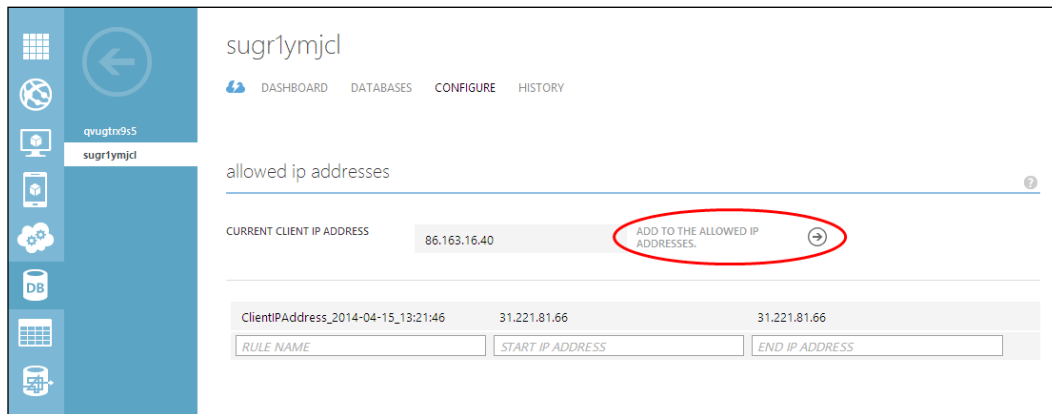 sugr1ymjcl
DASHBOARD DATABASES CONFIGURE HISTORY
qvugtrx9s5
sugr1ymjcl
allowed ip addresses
?
CURRENT CLIENT IP ADDRESS 86.163.16.40 ADD TO THE ALLOWED IP
ADDRESSES.
DB
ClientIPAddress_2014-04-15_13:21:46 31.221.81.66 31.221.81.66
RULE NAME START IP ADDRESS END IP ADDRESS